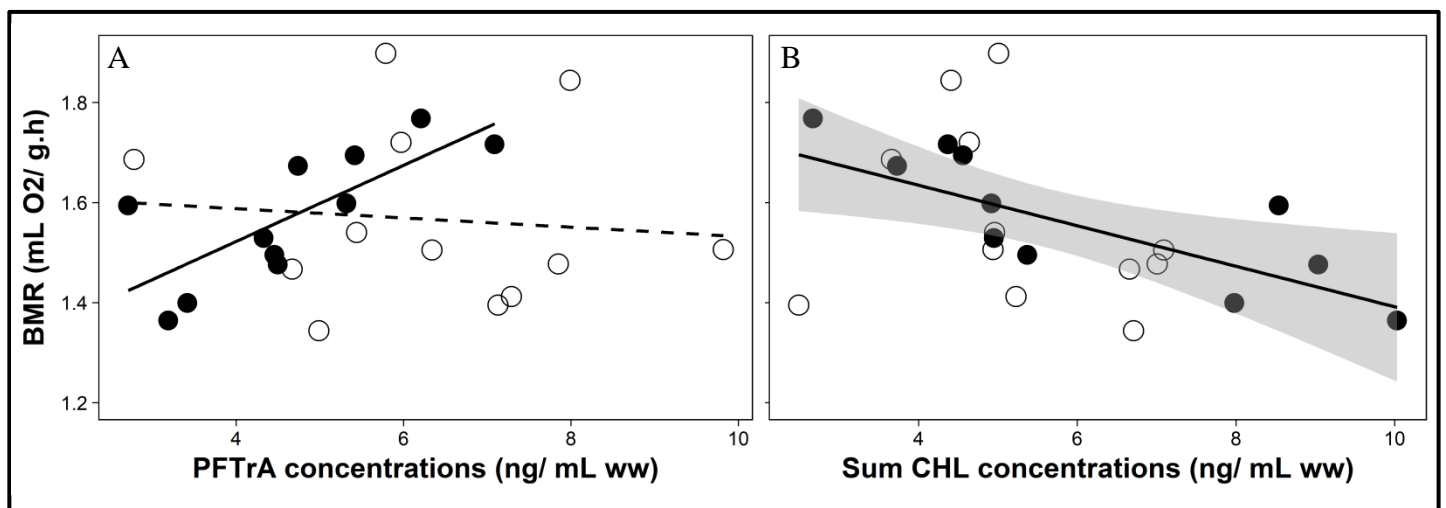 A
B
BMR (mL O2/ g.h)
1.8
1.6
1.4
1.2
4 6 8 10
4 6 8 10
PFTrA concentrations (ng/ mL ww)
Sum CHL concentrations (ng/ mL ww)